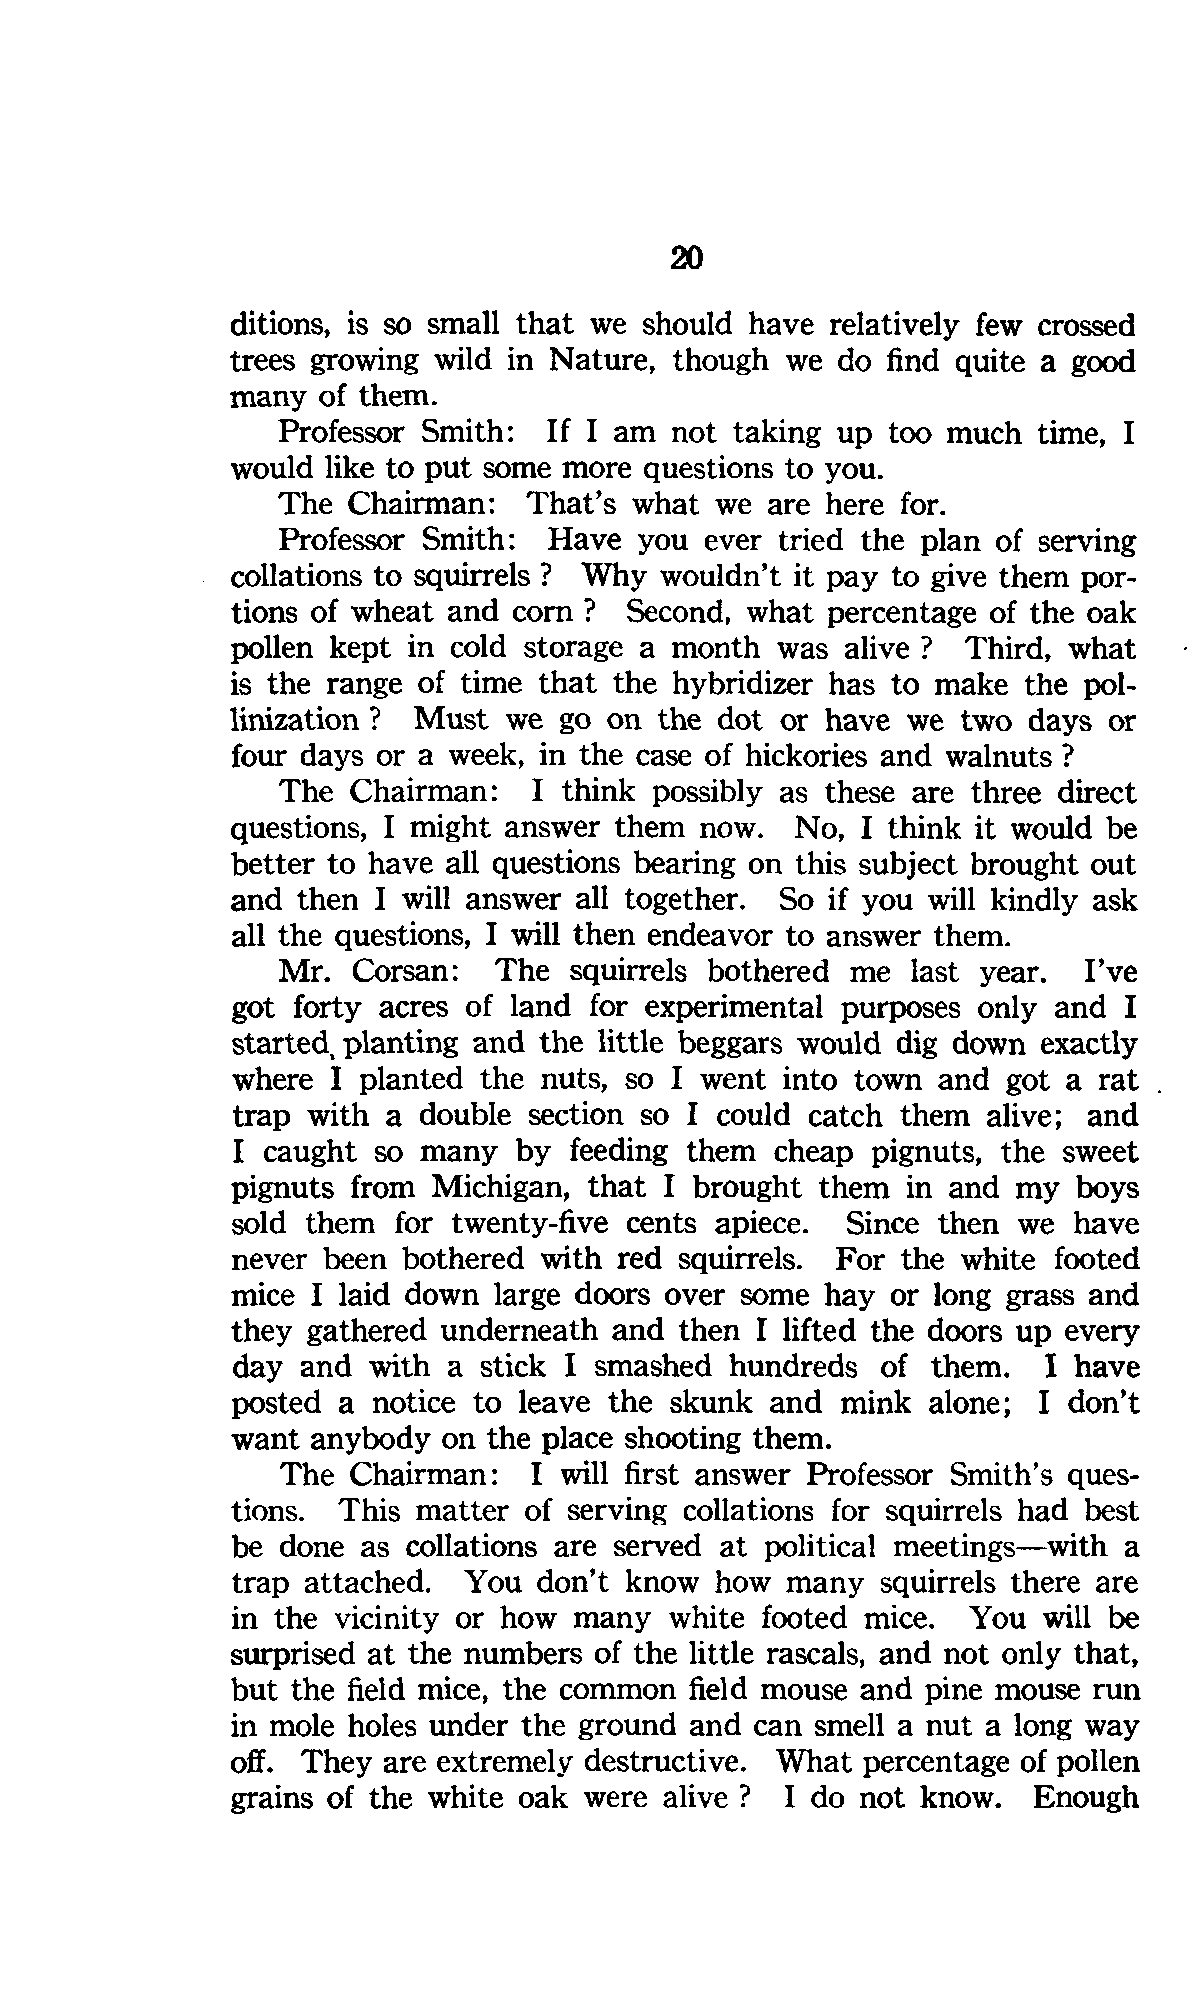 20
ditions, is so small that we should have relatively few crossed
trees growing wild in Nature, though we do find quite a good
many of them.
Professor Smith: If I am not taking up too much time, I
would like to put some more questions to you.
The Chairman: That's what we are here for.
Professor Smith: Have you ever tried the plan of serving
collations to squirrels ? Why wouldn't it pay to give them por-
tions of wheat and corn ? Second, what percentage of the oak
pollen kept in cold storage a month was alive ? Third, what
is the range of time that the hybridizer has to make the pol-
linization ? Must we go on the dot or have we two days or
four days or a week, in the case of hickories and walnuts ?
The Chairman: I think possibly as these are three direct
questions, I might answer them now. No, I think it would be
better to have all questions bearing on this subject brought out
and then I will answer all together. So if you will kindly ask
all the questions, I will then endeavor to answer them.
Mr. Corsan: The squirrels bothered me last year. I've
got forty acres of land for experimental purposes only and I
started, planting and the little beggars would dig down exactly
where I planted the nuts, so I went into town and got a rat
trap with a double section so I could catch them alive; and
I caught so many by feeding them cheap pignuts, the sweet
pignuts from Michigan, that I brought them in and my boys
sold them for twenty-five cents apiece. Since then we have
never been bothered with red squirrels. For the white footed
mice I laid down large doors over some hay or long grass and
they gathered underneath and then I lifted the doors up every
day and with a stick I smashed hundreds of them. I have
posted a notice to leave the skunk and mink alone; I don't
want anybody on the place shooting them.
The Chairman: I will first answer Professor Smith's ques-
tions. This matter of serving collations for squirrels had best
be done as collations are served at political meetings—with a
trap attached. You don't know how many squirrels there are
in the vicinity or how many white footed mice. You will be
surprised at the numbers of the little rascals, and not only that,
but the field mice, the common field mouse and pine mouse run
in mole holes under the ground and can smell a nut a long way
off. They are extremely destructive. What percentage of pollen
grains of the white oak were alive ? I do not know. Enough